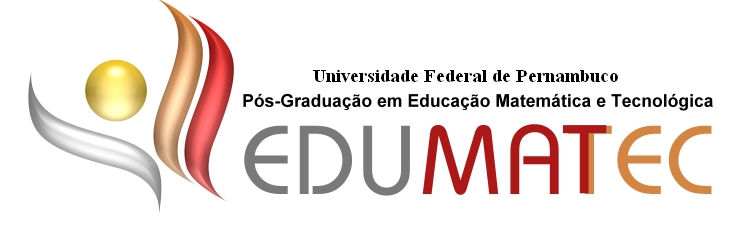 Universidade Federal de Pernambuco
Pós-Graduação em Educação Matemática e Tecnológica
EDUMATEC